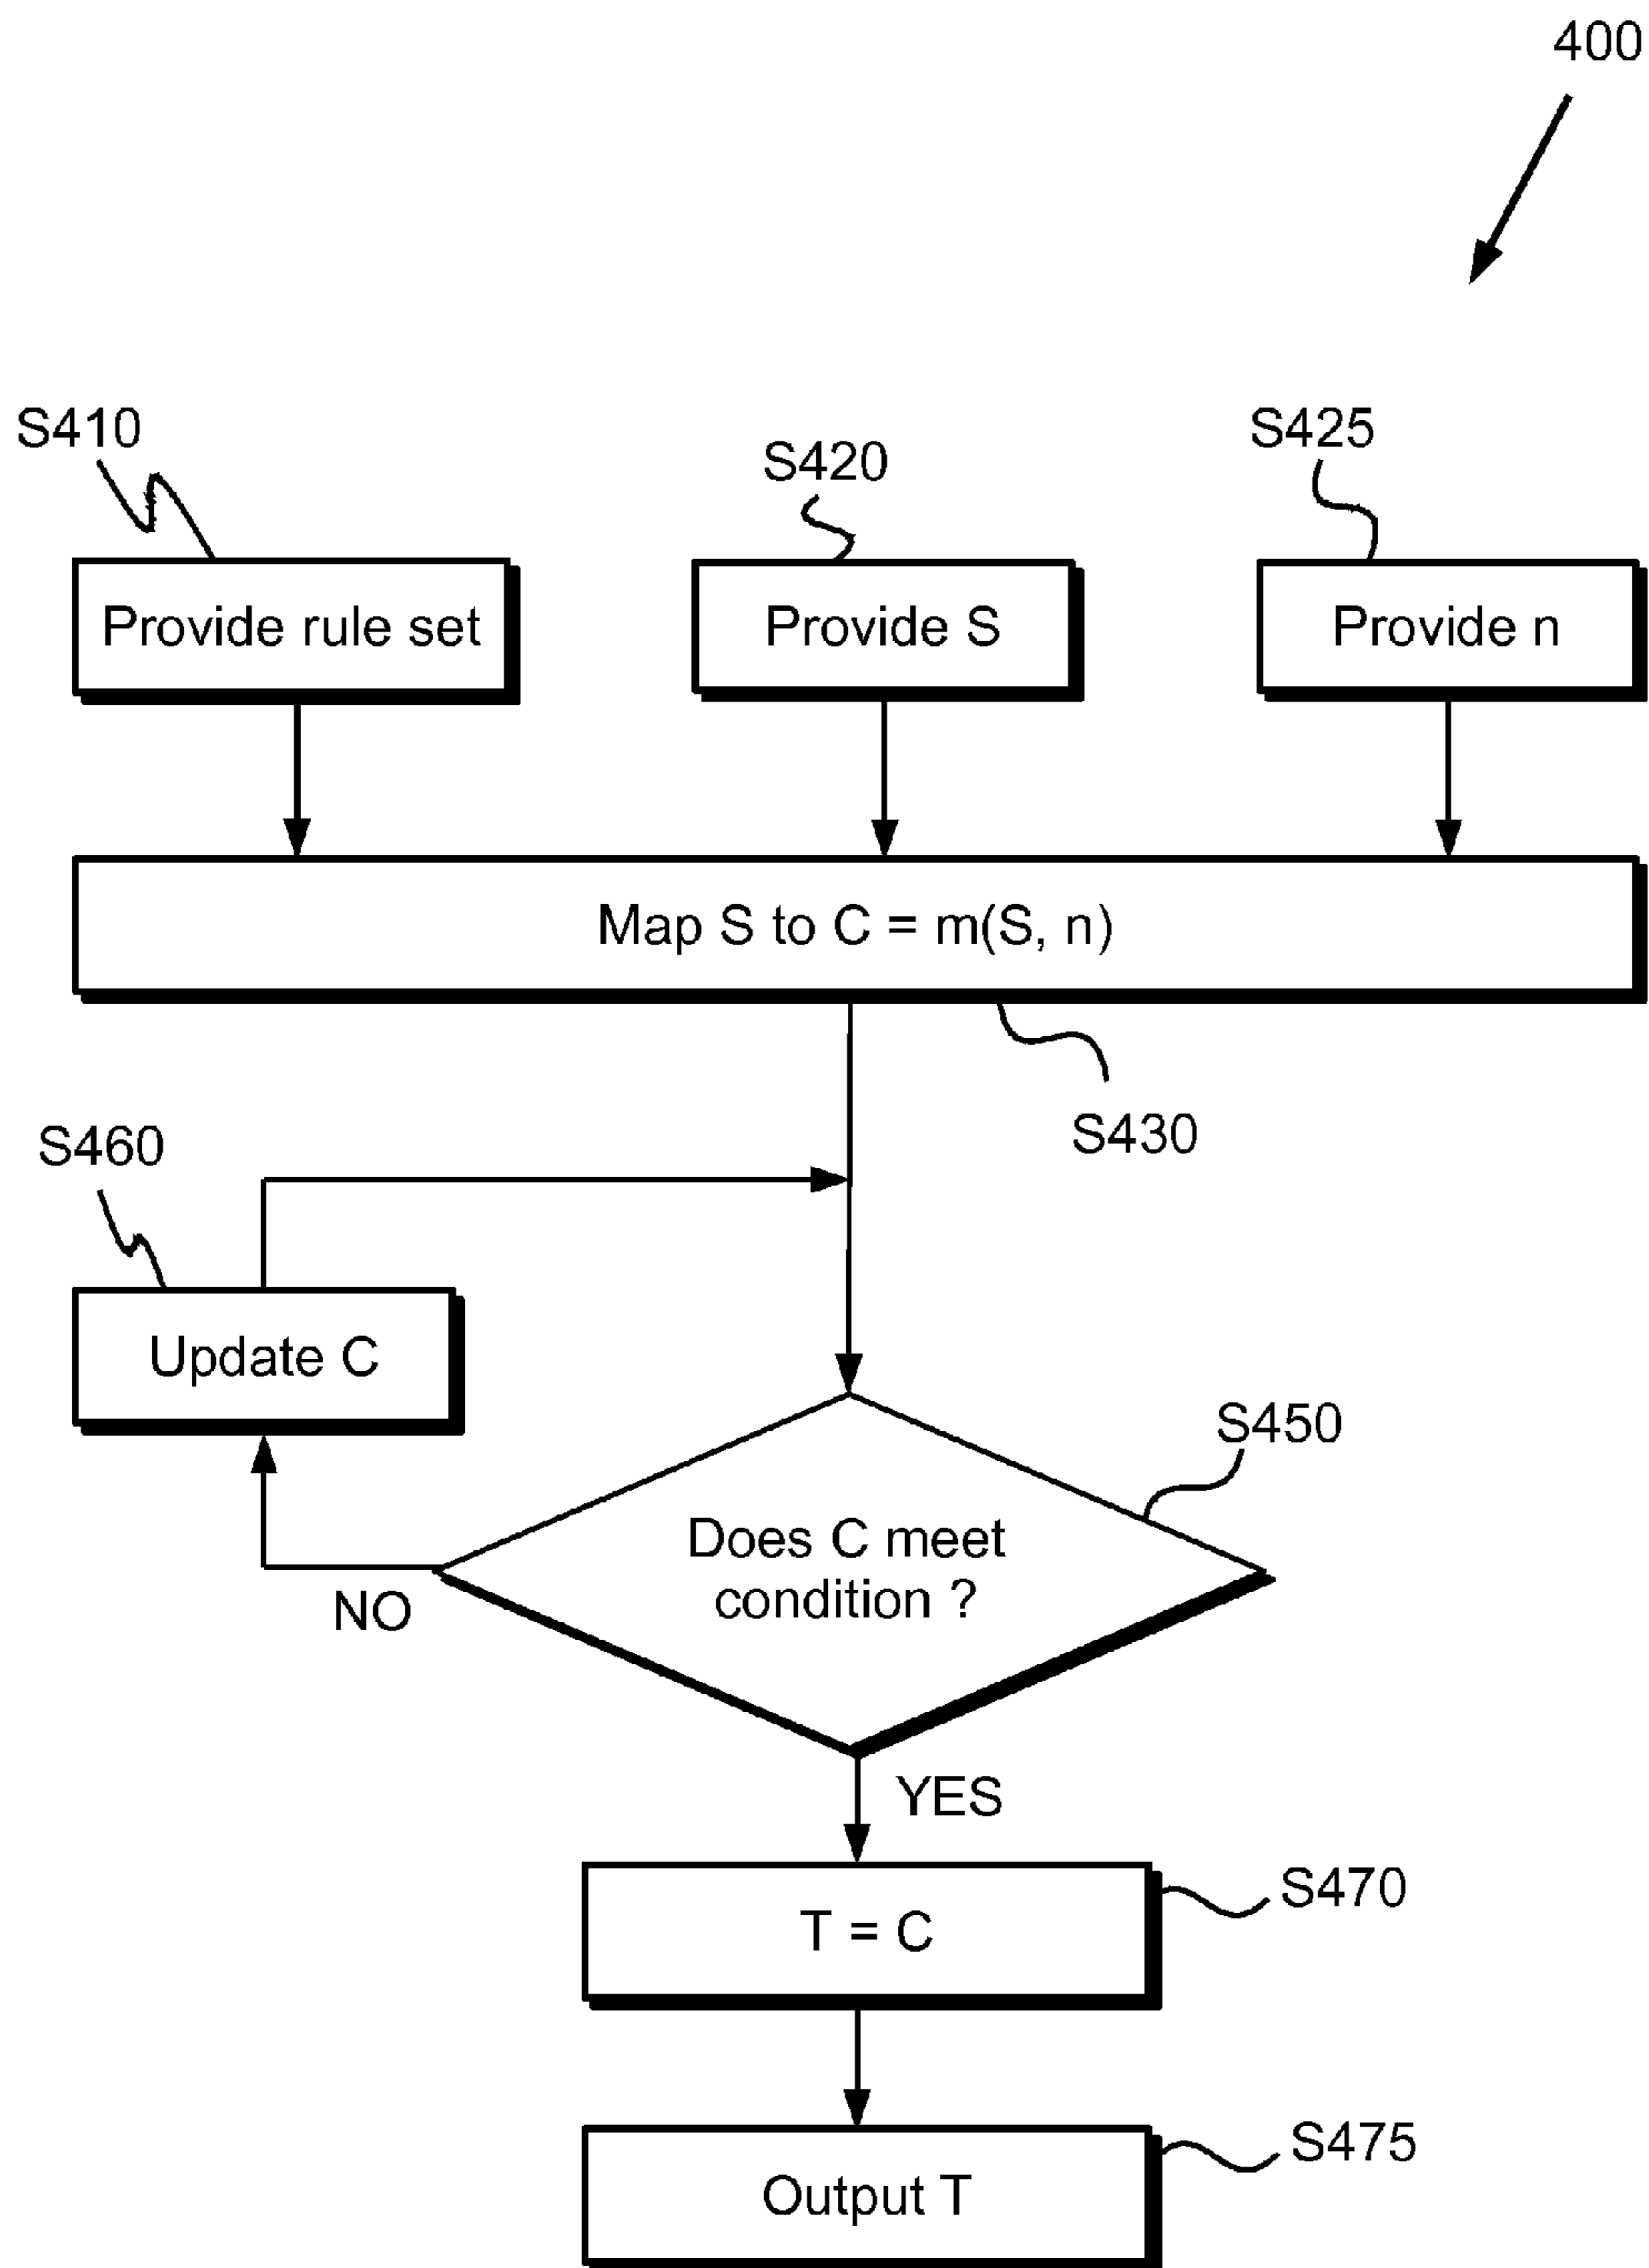 400
S410
S420
S425
Provide rule set
Provide S
Provide n
Map S to C = m(S, n)
S430
S460
Update C
S450
Does C meet
condition ?
NO
YES
S470
T = C
S475
Output T